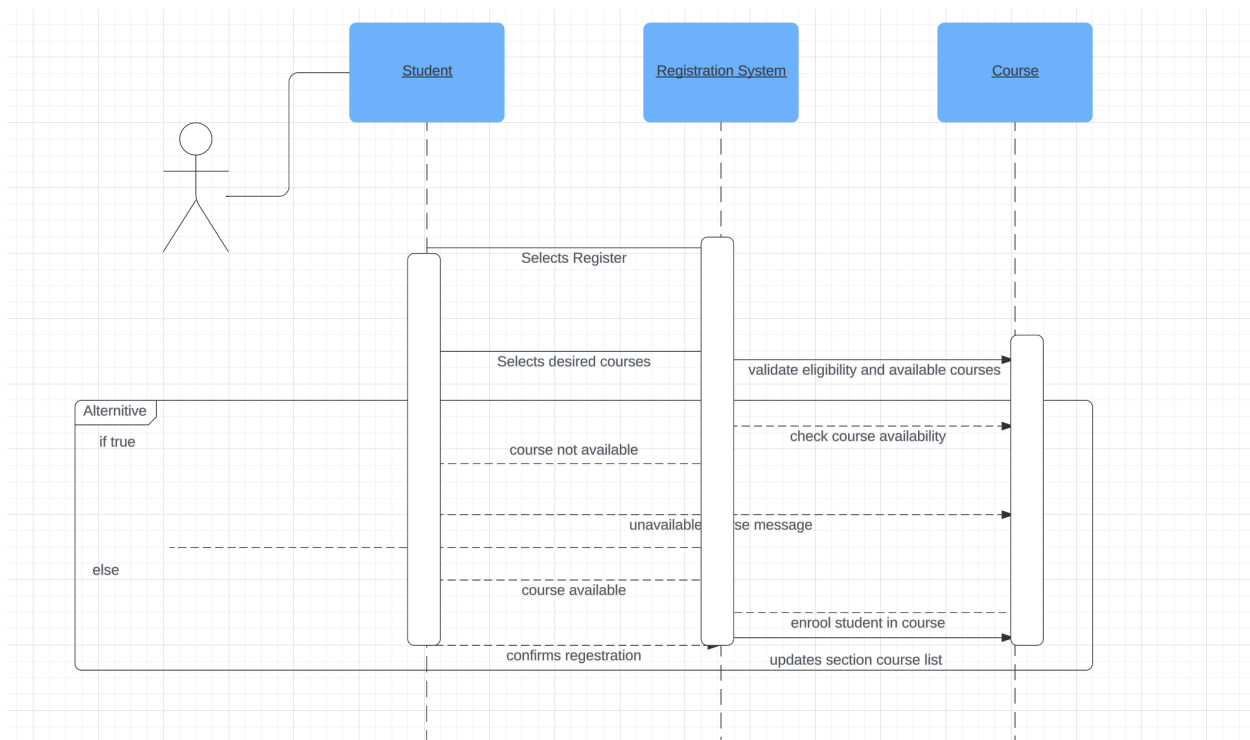 Student
Registration System
Course
Selects Register
Selects desired courses
validate eligibility and available courses
Alternitive
if true
check course availability
course not available
unavailable se message
else
course available
enrool student in course
confirms regestration
updates section course list